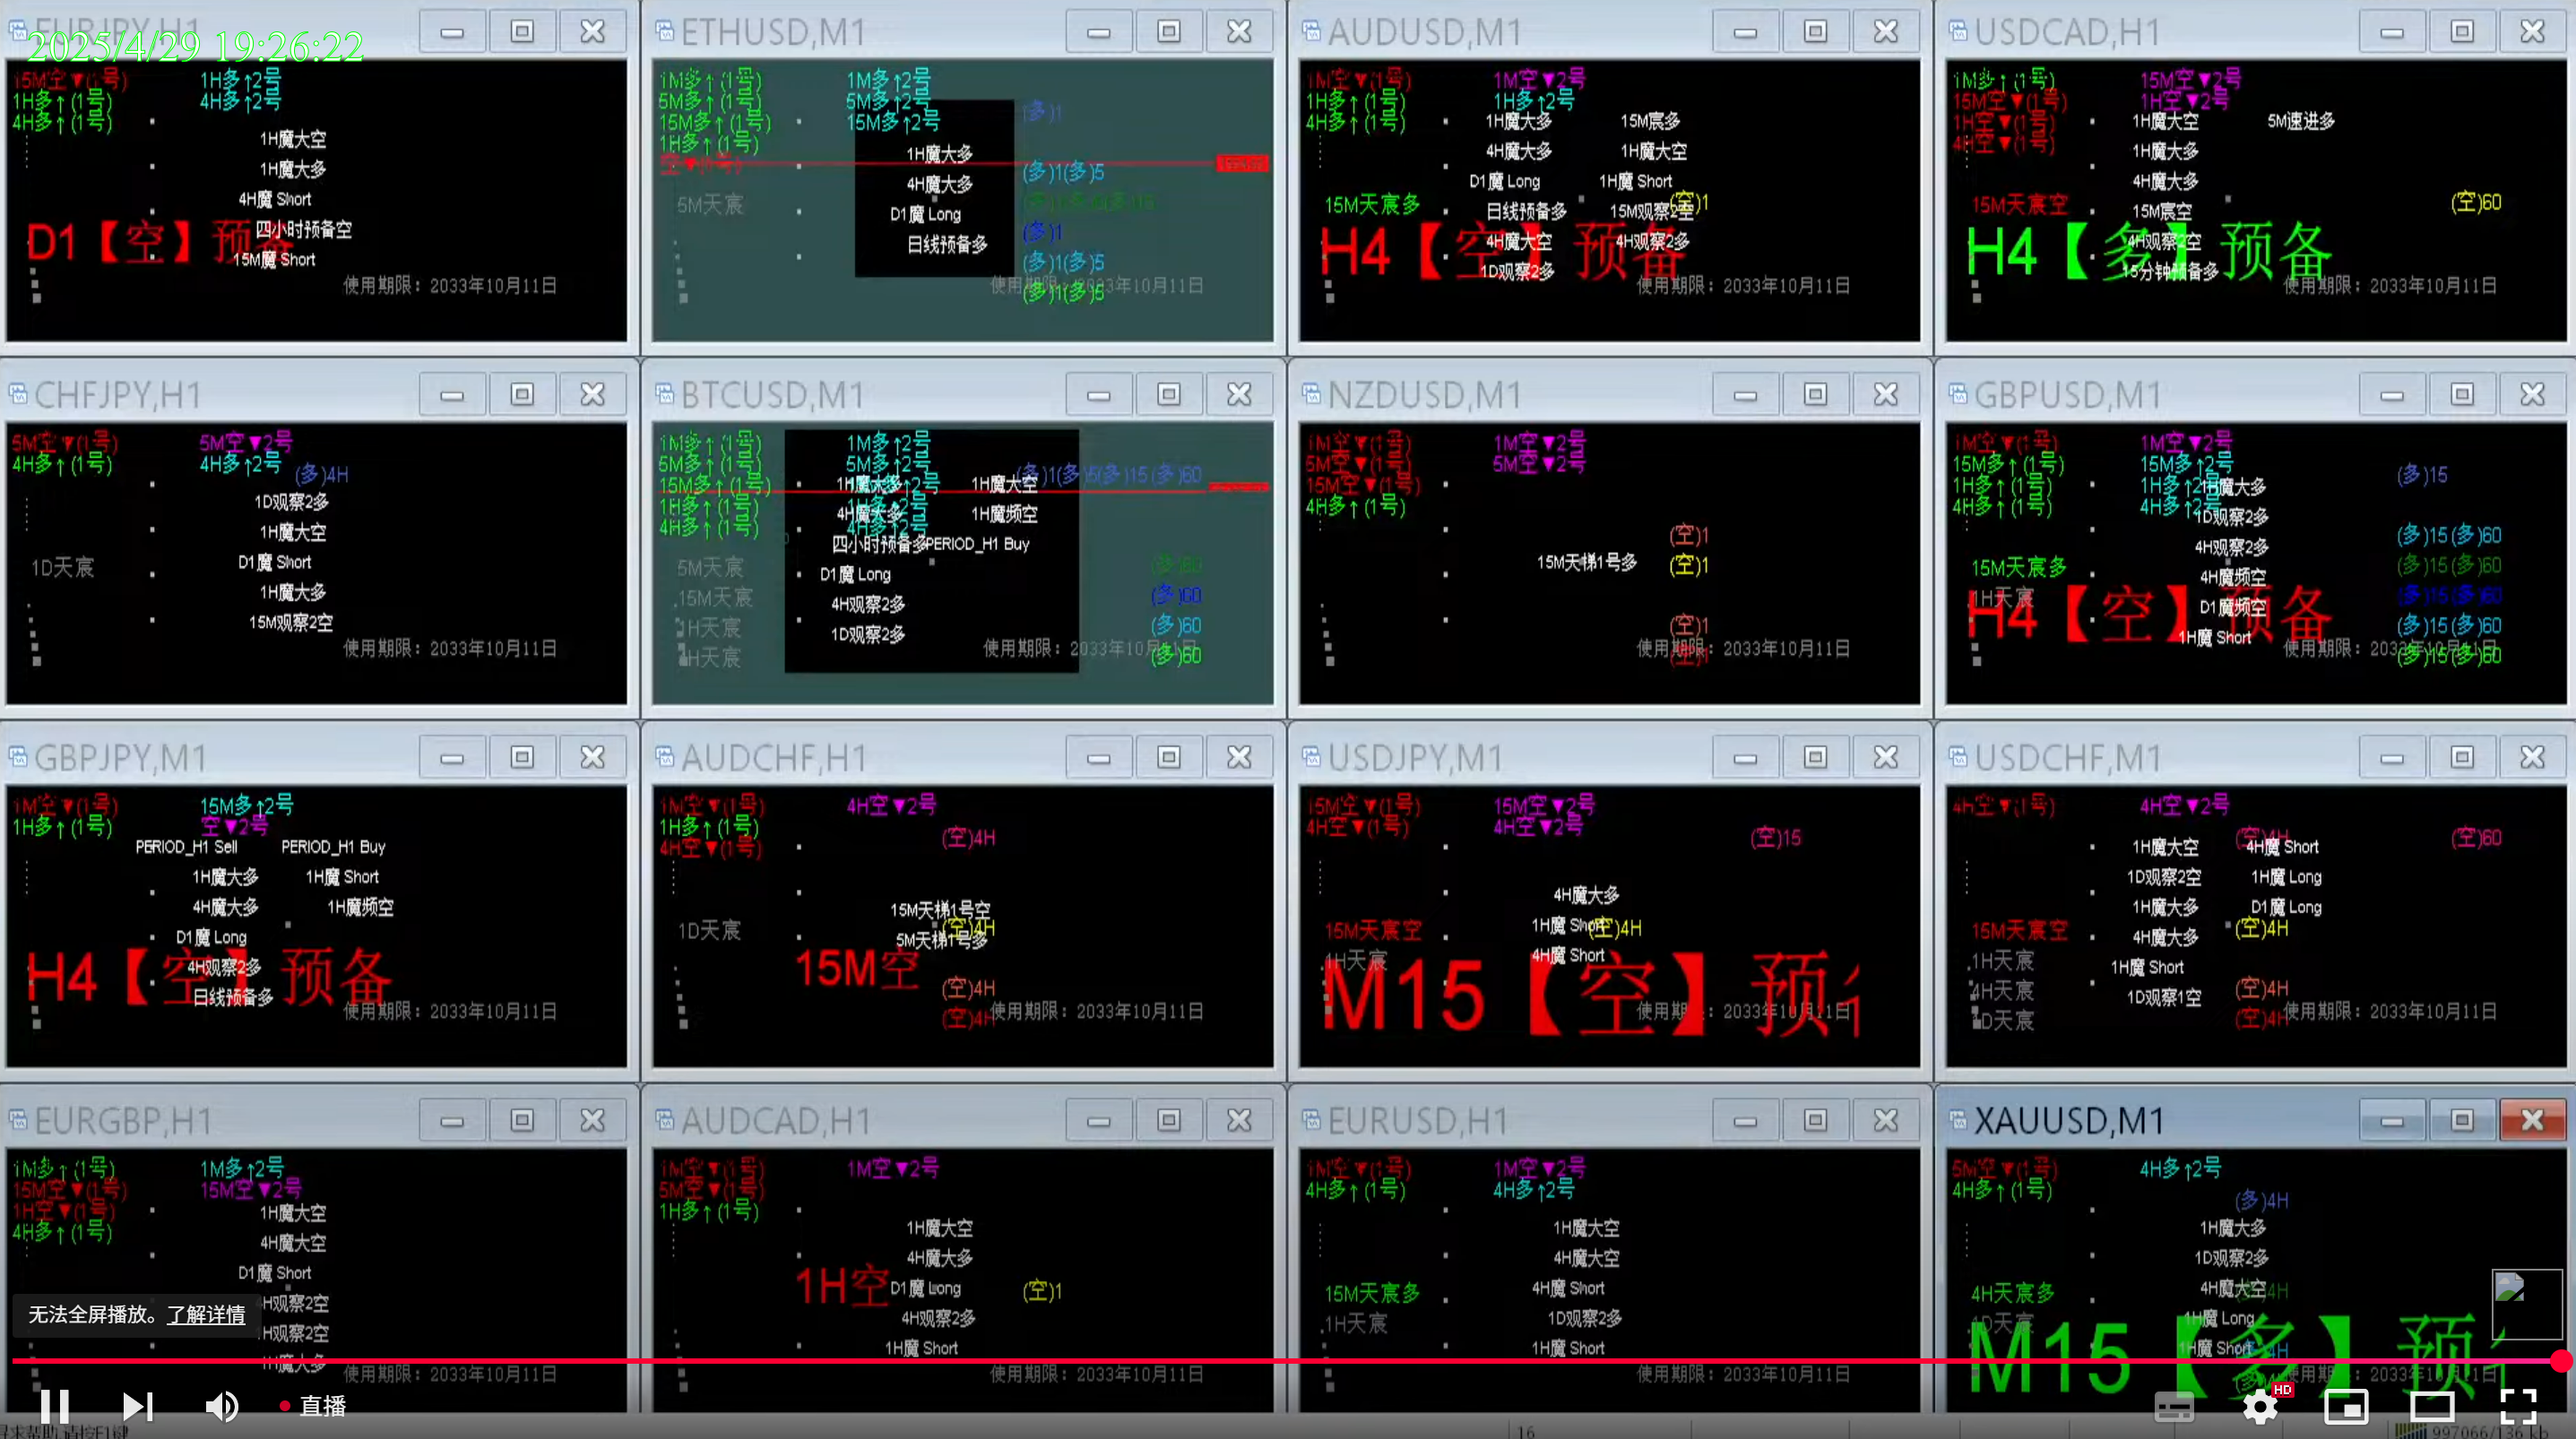 EURJPY,H1
2025/4/29 19:26:22
15M空▼(1号)
1H多↑2号
1H多↑(1号)
4H多↑2号
4H多↑(1号)
1H魔大空
1H魔大多
4H魔 Short
四小时预备空
D1【空】预备
15M魔 Short
使用期限：2033年10月11日
ETHUSD,M1
1M多↑(1号)
1M多↑2号
5M多↑(1号)
5M多↑2号
15M多↑(1号)
15M多↑2号
1H多↑(1号)
空▼(1号)
(多)1
1H魔大多
4H魔大多
(多)1(多)5
5M天宸
D1魔 Long
日线预备多
(多)1
(多)1(多)5
(多)1(多)5
使用期限：2033年10月11日
AUDUSD,M1
1M空▼(1号)
1M空▼2号
1H多↑(1号)
1H多↑2号
4H多↑(1号)
1H魔大多
15M宸多
4H魔大多
1H魔大空
D1魔 Long
1H魔 Short
15M天宸多
日线预备多
15M观察2空
(空)1
4H魔大空
4H观察2多
H4【空】预备
1D观察2多
使用期限：2033年10月11日
USDCAD,H1
1M多↑(1号)
15M空▼2号
15M空▼(1号)
1H空▼2号
1H空▼(1号)
4H空▼(1号)
1H魔大空
5M速进多
1H魔大多
4H魔大多
15M天宸空
15M宸空
(空)60
4H观察2空
H4【多】预备
15分钟预备多
使用期限：2033年10月11日
CHFJPY,H1
5M空▼(1号)
5M空▼2号
4H多↑(1号)
4H多↑2号
(多)4H
1D观察2多
1H魔大空
1D天宸
D1魔 Short
1H魔大多
15M观察2空
使用期限：2033年10月11日
BTCUSD,M1
1M多↑(1号)
1M多↑2号
5M多↑(1号)
5M多↑2号
15M多↑(1号)
1H多↑(1号)
4H多↑(1号)
4H多↑2号
(多)1(多)5(多)15(多)60
1H魔大多
1H魔大空
4H魔大多
1H魔频空
四小时预备多
PERIOD_H1 Buy
5M天宸
D1魔 Long
(多)60
15M天宸
4H观察2多
(多)60
1H天宸
1D观察2多
(多)60
4H天宸
(多)60
使用期限：2033年10月11日
NZDUSD,M1
1M空▼(1号)
1M空▼2号
5M空▼(1号)
5M空▼2号
15M空▼(1号)
4H多↑(1号)
(空)1
15M天梯1号多
(空)1
(空)1
使用期限：2033年10月11日
GBPUSD,M1
1M空▼(1号)
1M空▼2号
15M多↑(1号)
15M多↑2号
1H多↑(1号)
1H多↑2号
4H多↑(1号)
4H多↑2号
(多)15
1H魔大多
1D观察2多
4H观察2多
(多)15(多)60
15M天宸多
4H魔频空
(多)15(多)60
1H天宸
D1魔频空
(多)15(多)60
H4【空】预备
1H魔 Short
(多)15(多)60
(多)15(多)60
使用期限：2033年10月11日
GBPJPY,M1
1M空▼(1号)
15M多↑2号
1H多↑(1号)
空▼2号
PERIOD_H1 Sell
PERIOD_H1 Buy
1H魔大多
1H魔 Short
4H魔大多
1H魔频空
D1魔 Long
4H观察2多
H4【空】预备
日线预备多
使用期限：2033年10月11日
AUDCHF,H1
1M空▼(1号)
4H空▼2号
1H多↑(1号)
4H空▼(1号)
(空)4H
15M天梯1号空
1D天宸
(空)4H
5M天梯1号多
15M空
(空)4H
(空)4H
使用期限：2033年10月11日
USDJPY,M1
15M空▼(1号)
15M空▼2号
4H空▼(1号)
4H空▼2号
(空)15
4H魔大多
15M天宸空
1H魔 Short
(空)4H
1H天宸
4H魔 Short
M15【空】预
使用期限：2033年10月11日
USDCHF,M1
4H空▼(1号)
4H空▼2号
(空)4H
(空)60
1H魔大空
4H魔 Short
1D观察2空
1H魔 Long
1H魔大多
D1魔 Long
15M天宸空
4H魔大多
(空)4H
1H天宸
1H魔 Short
4H天宸
1D观察1空
(空)4H
1D天宸
(空)4H
使用期限：2033年10月11日
EURGBP,H1
1M多↑(1号)
1M多↑2号
15M空▼(1号)
15M空▼2号
1H空▼(1号)
4H多↑(1号)
1H魔大空
4H魔大空
D1魔 Short
4H观察2空
1H观察2空
1H魔大多
使用期限：2033年10月11日
AUDCAD,H1
1M空▼(1号)
1M空▼2号
5M空▼(1号)
1H多↑(1号)
1H魔大空
4H魔大多
1H空
D1魔 Long
(空)1
4H观察2多
1H魔 Short
使用期限：2033年10月11日
EURUSD,H1
1M空▼(1号)
1M空▼2号
4H多↑(1号)
4H多↑2号
1H魔大空
4H魔大空
15M天宸多
4H魔 Short
1H天宸
1D观察2多
1H魔 Short
使用期限：2033年10月11日
XAUUSD,M1
5M空▼(1号)
4H多↑2号
4H多↑(1号)
(多)4H
1H魔大多
1D观察2多
4H天宸多
4H魔大空
1D天宸
1H魔 Long
1H魔 Short
M15【多】预
使用期限：2033年10月11日
无法全屏播放。了解详情
直播
HD
16
997066/136 kb